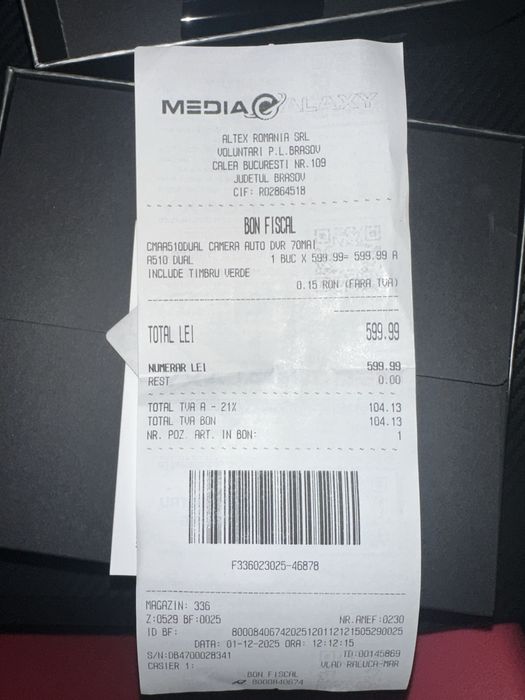 MEDIA GALAXY
ALTEX ROMANIA SRL
VOLUNTARI P.L.BRASOV
CALEA BUCURESTI NR.109
JUDETUL BRASOV
CIF: RO2864518
BON FISCAL
CMAA510DUAL CAMERA AUTO DVR 70MAI
A510 DUAL 1 BUC X 599.99= 599.99 A
INCLUDE TIMBRU VERDE
0.15 RON (FARA TVA)
TOTAL LEI 599.99
NUMERAR LEI 599.99
REST 0.00
TOTAL TVA A - 21% 104.13
TOTAL TVA BON 104.13
NR. POZ. ART. IN BON: 1
F336023025-46878
MAGAZIN: 336
Z:0529 BF:0025 NR.AMEF:0230
ID BF: 80008406742025120112121505290025
DATA: 01-12-2025 ORA: 12:12:15
S/N:DB4700028341 ID:00145869
CASIER 1: VLAD RALUCA-MAR
BON FISCAL
8000840674